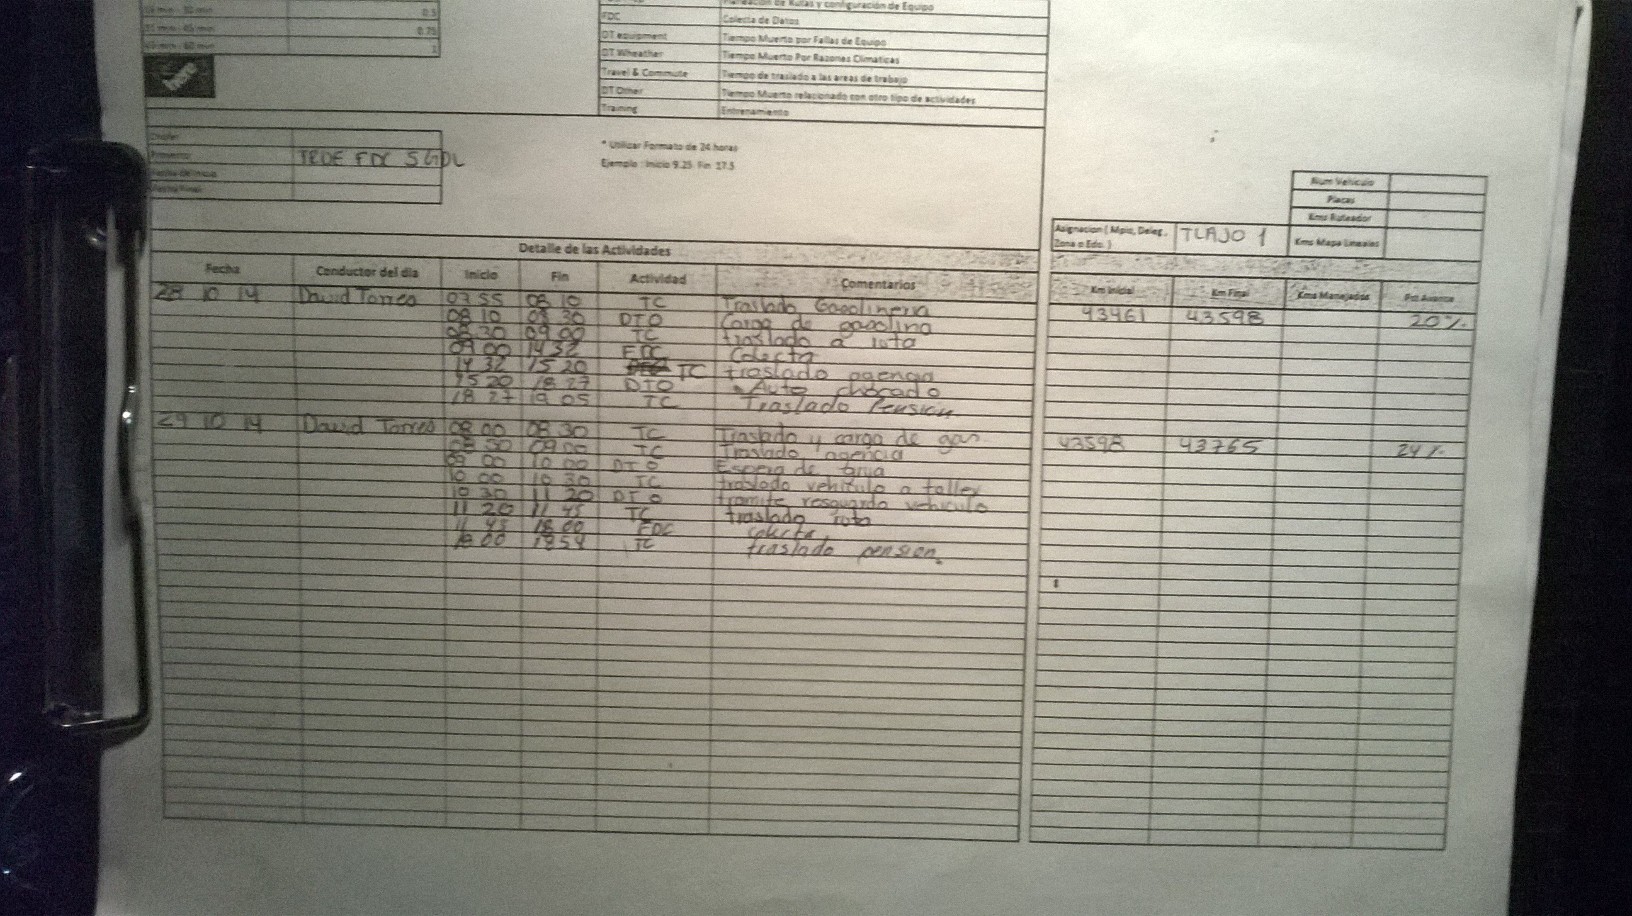 0.5
0.75
1
Planeacion de Rutas y configuración de Equipo
FDC Colecta de Datos
DT equipment Tiempo Muerto por Fallas de Equipo
DT Wheather Tiempo Muerto Por Razones Climaticas
Travel & Commute Tiempo de traslado a las areas de trabajo
DT Other Tiempo Muerto relacionado con otro tipo de actividades
Training Entrenamiento
* Utilizar Formato de 24 horas
Ejemplo : Inicio 9.25 Fin 17.5
Proyecto TRDE FDC SGDL
Fecha de Inicio
Fecha Final
Num Vehiculo
Placas
Kms Ruteador
Kms Mapa Lineales
Asignacion ( Mpio, Deleg,
Zona o Edo. ) TLAJO 1
Detalle de las Actividades
Fecha Conductor del dia Inicio Fin Actividad Comentarios Km Inicial Km Final Kms Manejados Pct Avance
28 10 14 David Torres 07 55 08 10 TC Traslado Gasolineria
08 10 08 30 DTO Carga de gasolina 43461 43598 20%
08 30 09 00 TC traslado a ruta
09 00 14 32 FDC Colecta
14 32 15 20 TC traslado agencia
15 20 18 27 DTO Auto chocado
18 27 19 05 TC Traslado Pension
29 10 14 David Torres 08 00 08 30 TC Traslado y carga de gas
08 30 09 00 TC Traslado agencia 43598 43765 24%
09 00 10 00 DTO Espera de grua
10 00 10 30 TC traslado vehiculo a taller
10 30 11 20 DTO tramite resguardo vehiculo
11 20 11 45 TC traslado ruta
11 45 18 00 FDC colecta
18 00 18 54 TC traslado pension